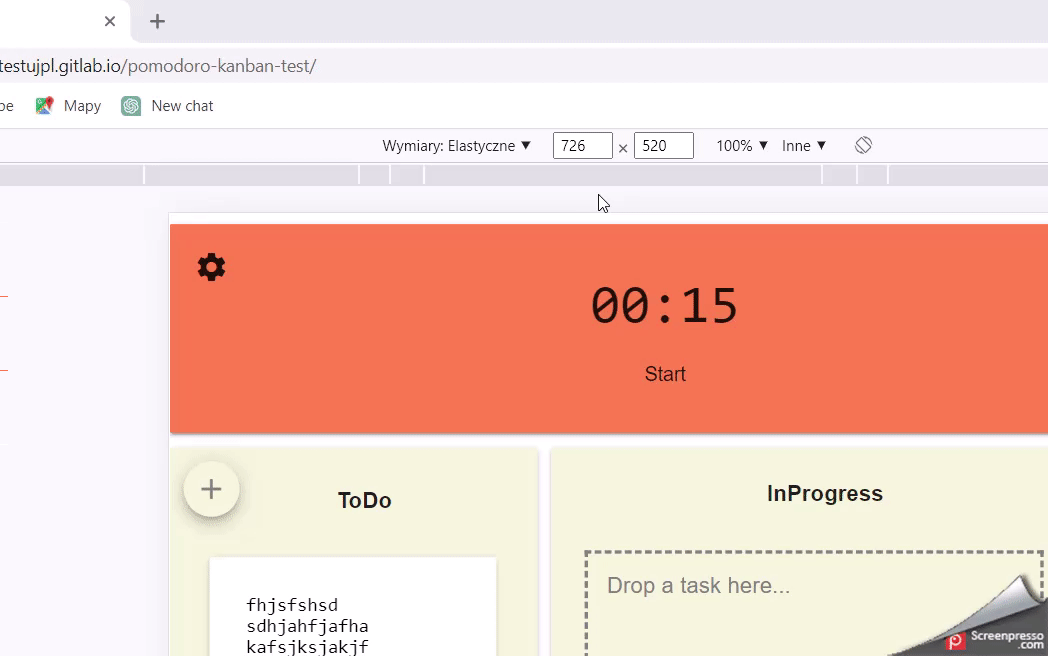 testujpl.gitlab.io/pomodoro-kanban-test/
be Mapy New chat
Wymiary: Elastyczne ▼ 726 × 520 100% ▼ Inne ▼
00:15
Start
ToDo
InProgress
Drop a task here...
fhjsfshsd
sdhjahfjafha
kafsjksjakjf
Screenpresso
.com